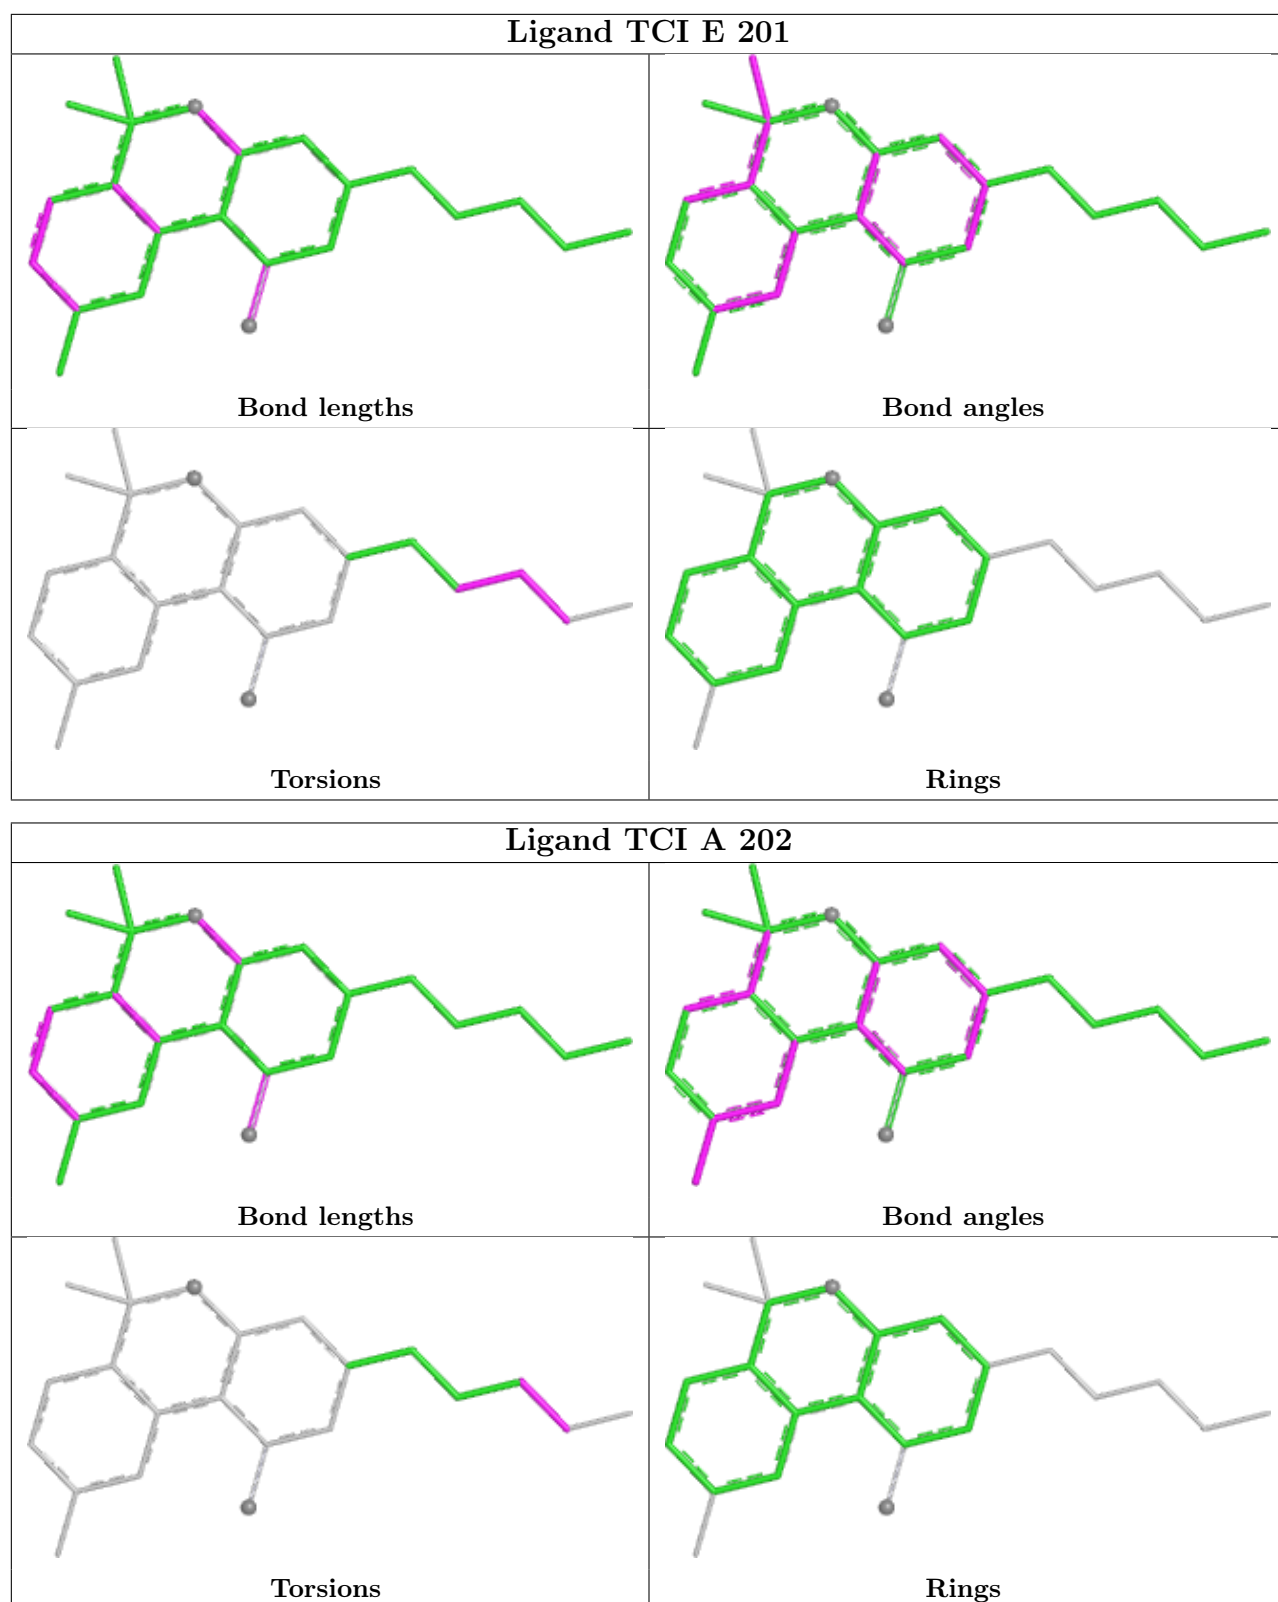 Ligand TCI E 201
Bond lengths
Bond angles
Torsions
Rings
Ligand TCI A 202
Bond lengths
Bond angles
Torsions
Rings